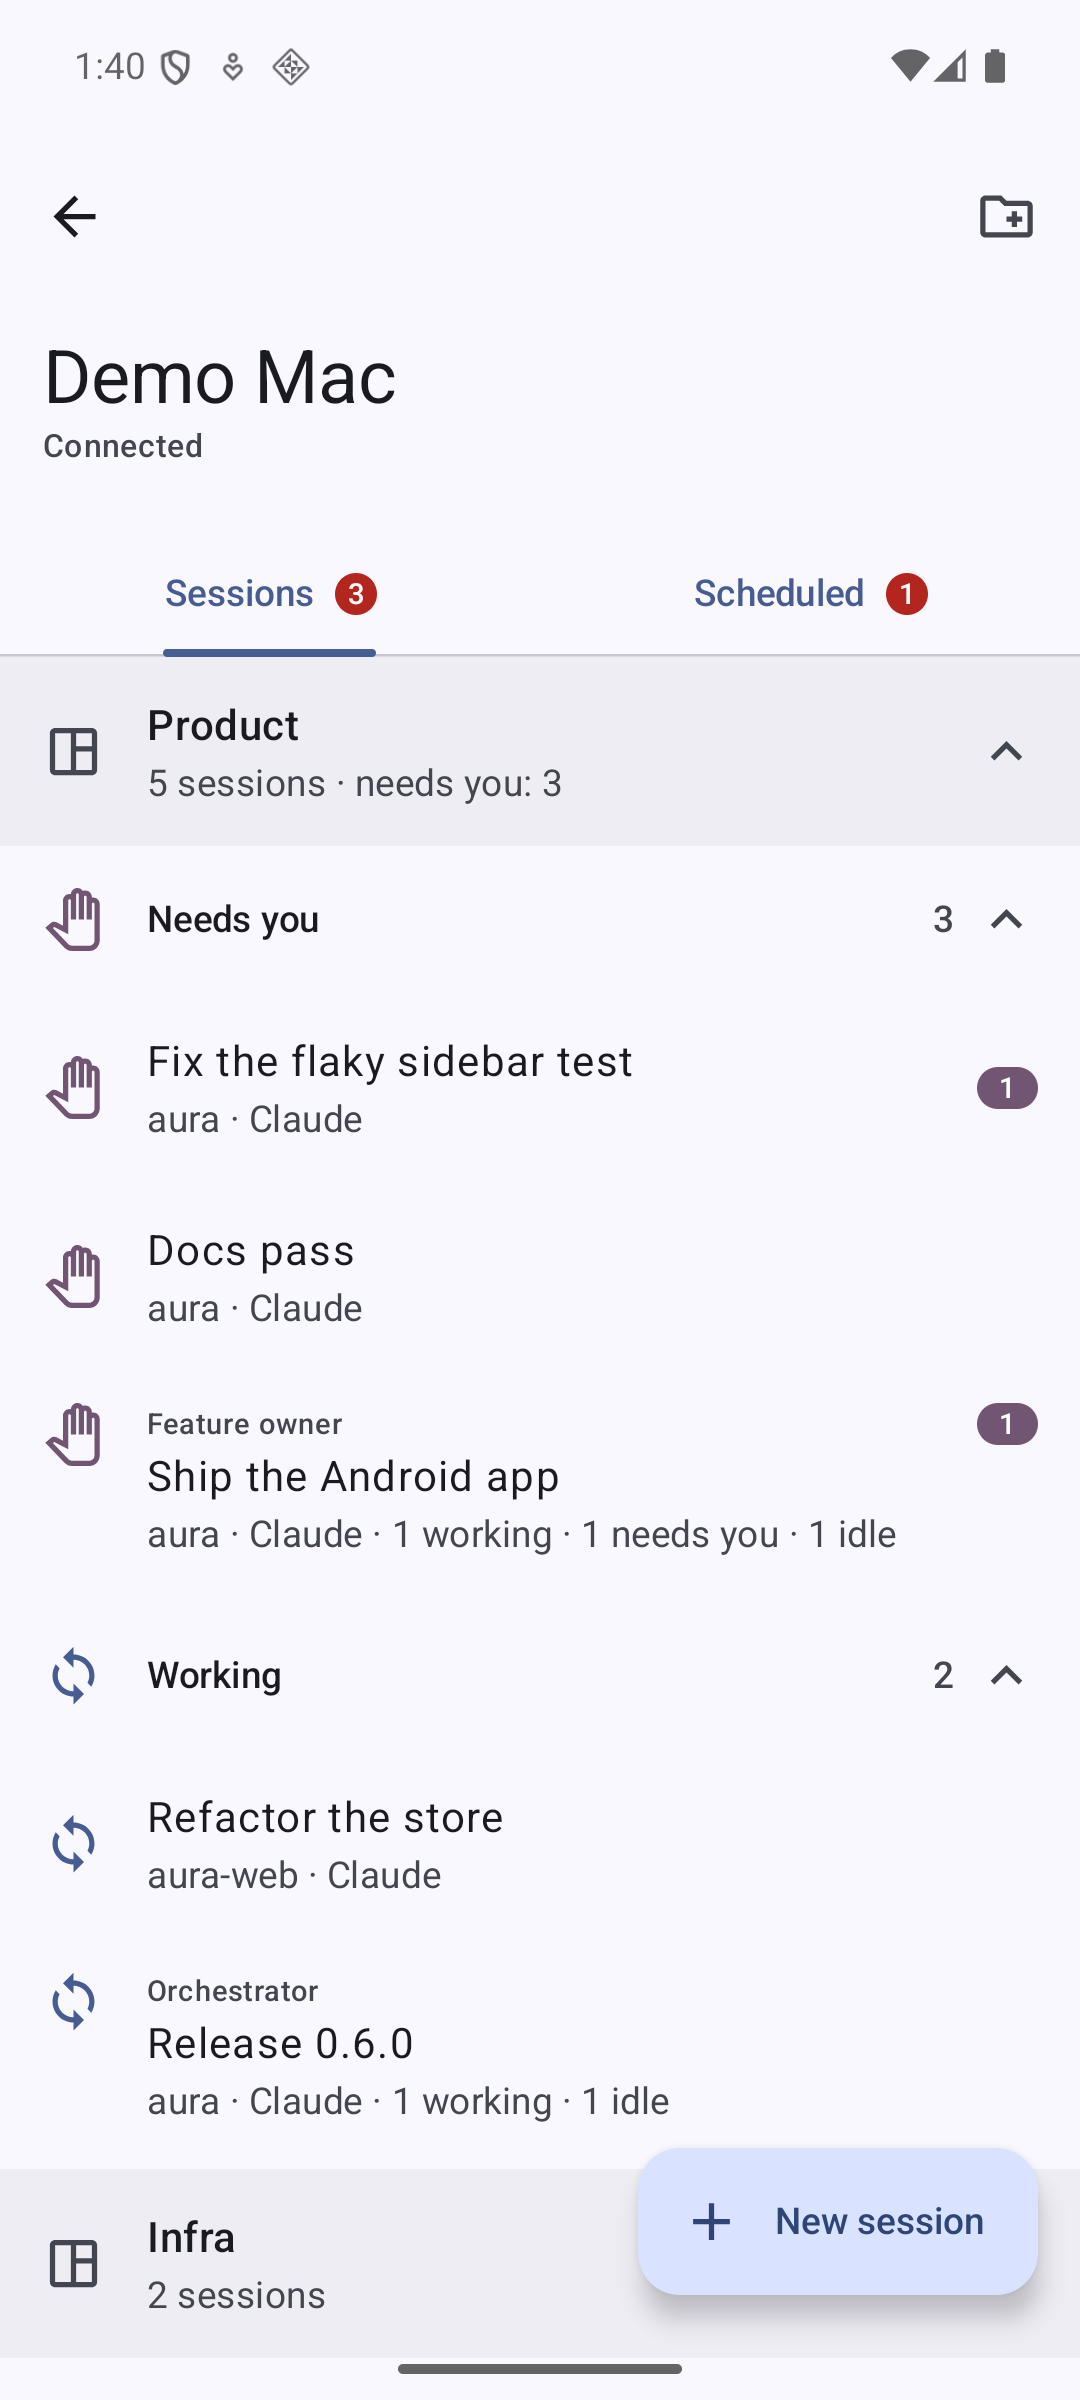 1:40
Demo Mac
Connected
Sessions 3
Scheduled 1
Product
5 sessions · needs you: 3
Needs you 3
Fix the flaky sidebar test
aura · Claude
1
Docs pass
aura · Claude
Feature owner
1
Ship the Android app
aura · Claude · 1 working · 1 needs you · 1 idle
Working 2
Refactor the store
aura-web · Claude
Orchestrator
Release 0.6.0
aura · Claude · 1 working · 1 idle
Infra
2 sessions
New session